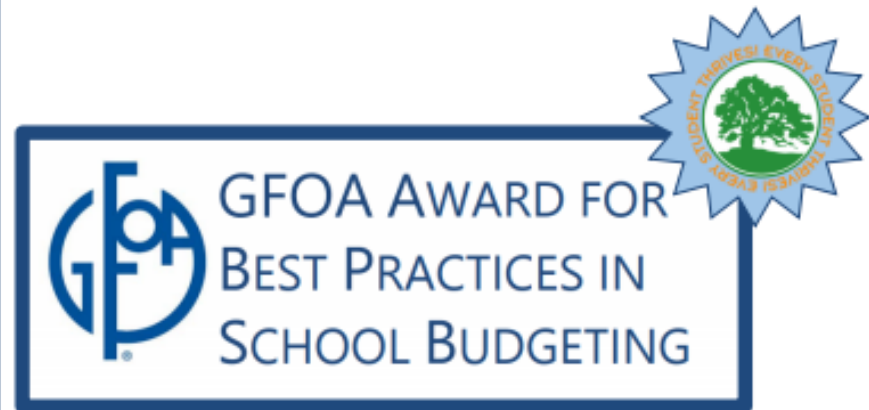 EVERY STUDENT THRIVES! EVERY STUDENT THRIVES!
GFOA
GFOA AWARD FOR
BEST PRACTICES IN
SCHOOL BUDGETING
®